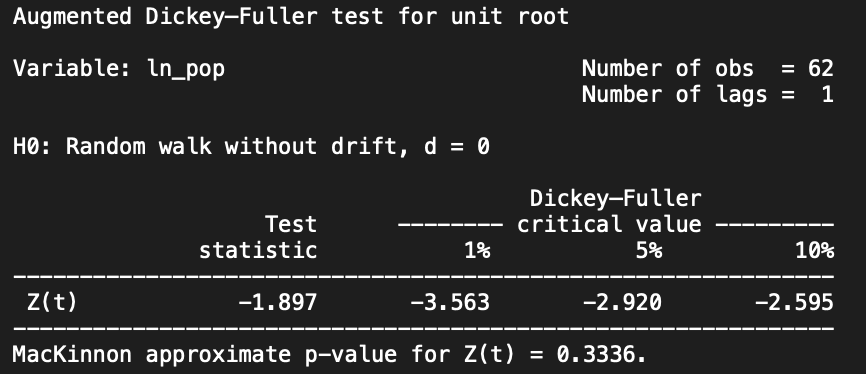 Augmented Dickey–Fuller test for unit root
Variable: ln_pop Number of obs = 62
Number of lags = 1
H0: Random walk without drift, d = 0
Dickey–Fuller
Test -------- critical value ---------
statistic 1% 5% 10%
--------------------------------------------------------------
Z(t) −1.897 −3.563 −2.920 −2.595
--------------------------------------------------------------
MacKinnon approximate p-value for Z(t) = 0.3336.